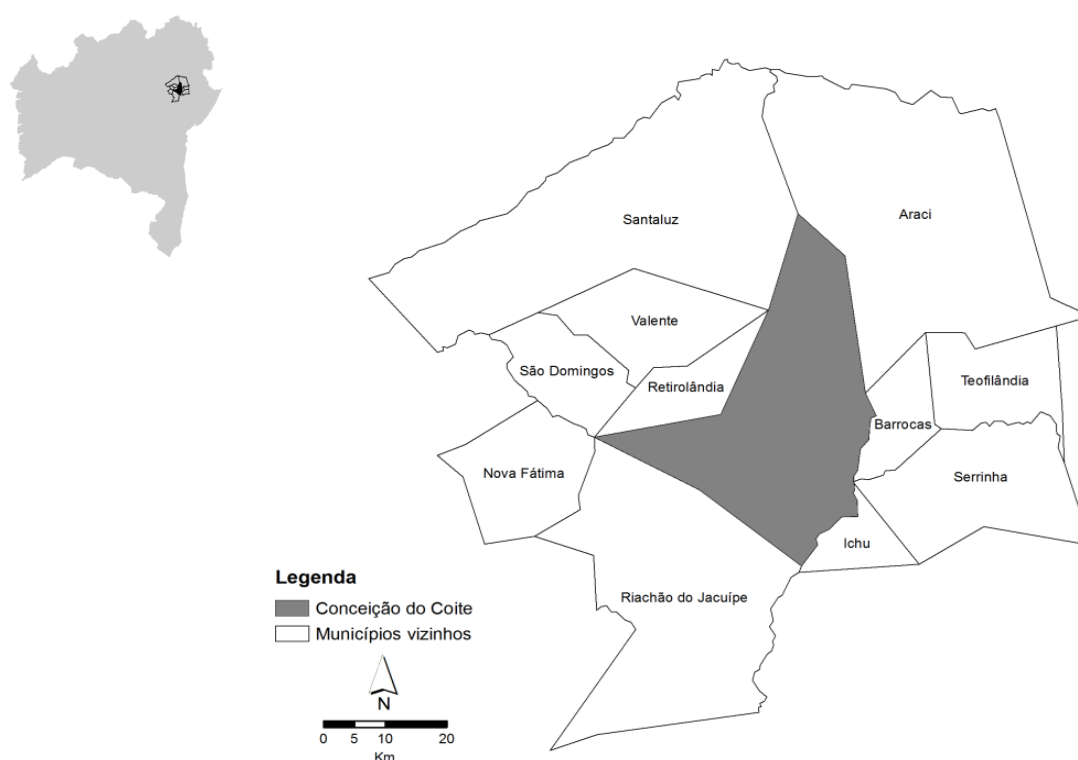 Santaluz
Araci
Valente
São Domingos
Retirolândia
Teofilândia
Barrocas
Nova Fátima
Serrinha
Ichu
Riachão do Jacuípe
Legenda
Conceição do Coite
Municípios vizinhos
N
0 5 10 20
Km